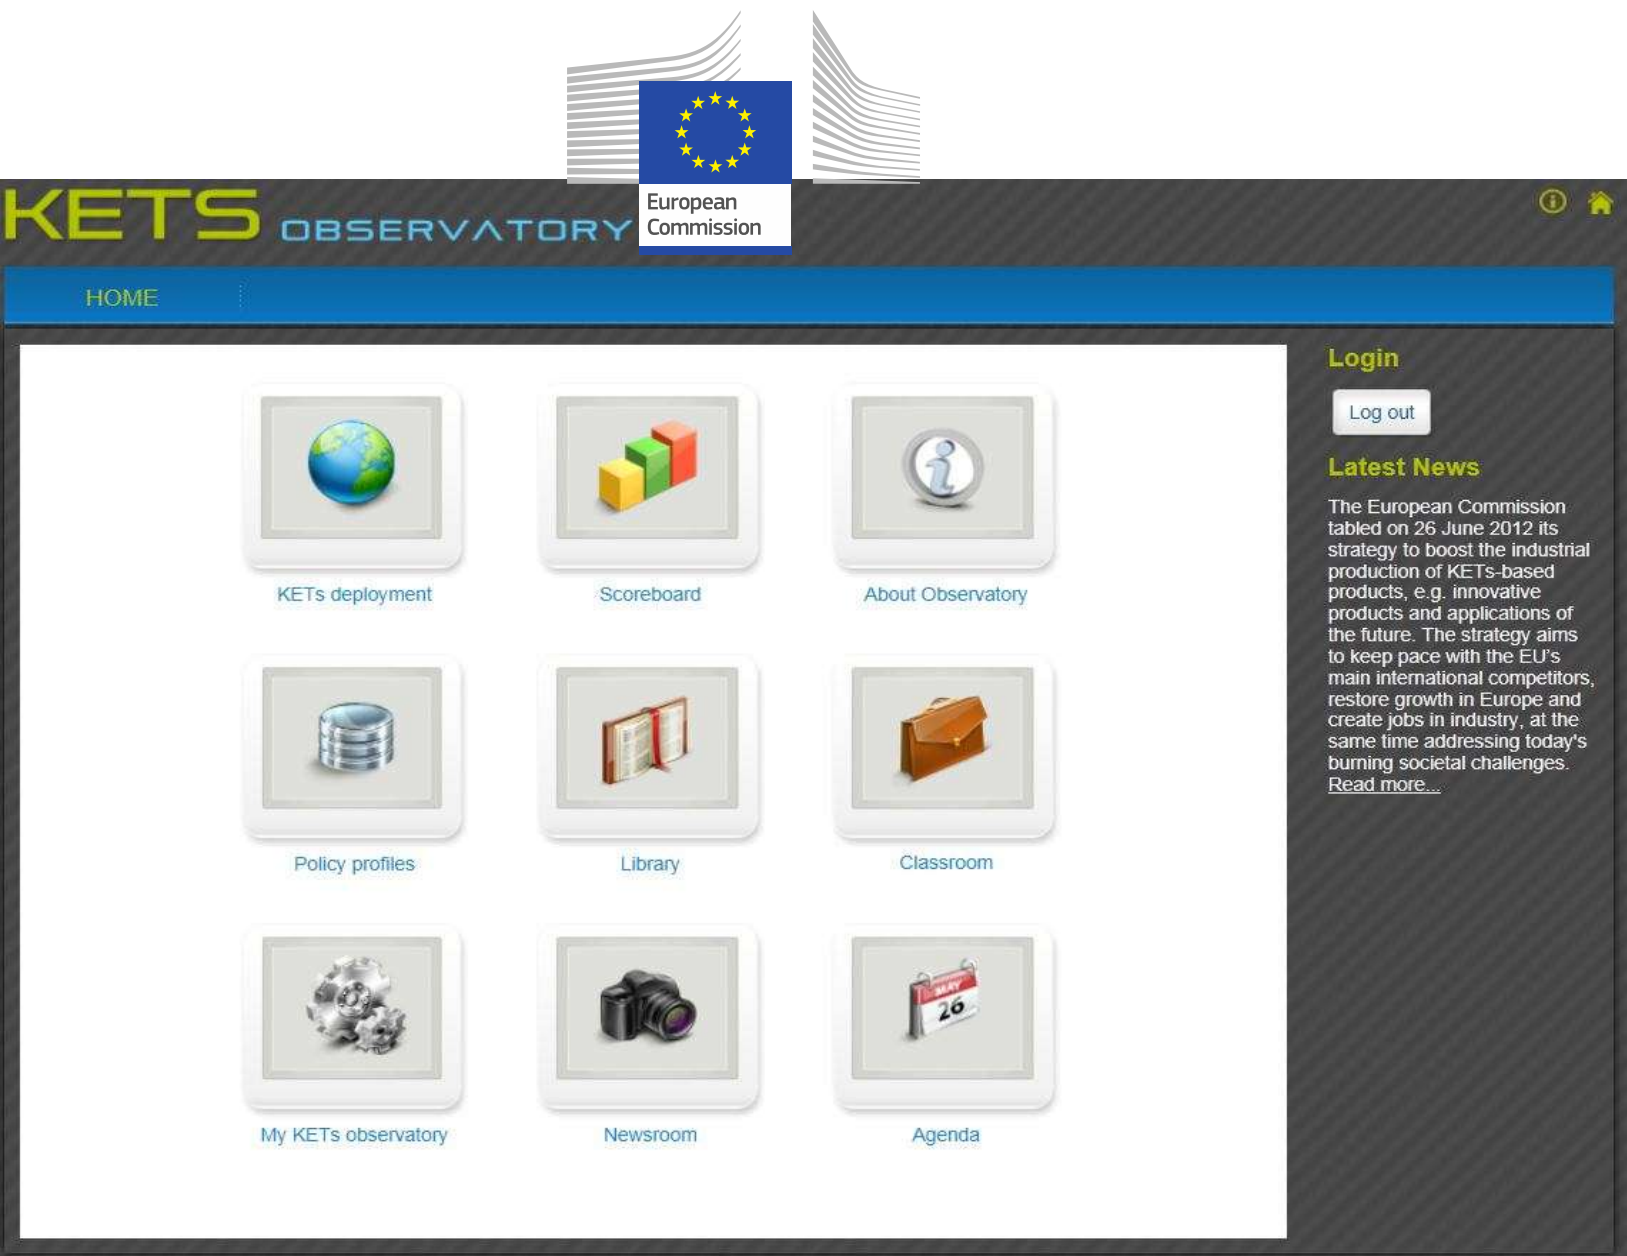 European
Commission
KETS OBSERVATORY
HOME
KETs deployment
Scoreboard
About Observatory
Policy profiles
Library
Classroom
MAY
26
My KETs observatory
Newsroom
Agenda
Login
Log out
Latest News
The European Commission
tabled on 26 June 2012 its
strategy to boost the industrial
production of KETs-based
products, e.g. innovative
products and applications of
the future. The strategy aims
to keep pace with the EU's
main international competitors,
restore growth in Europe and
create jobs in industry, at the
same time addressing today's
burning societal challenges.
Read more...